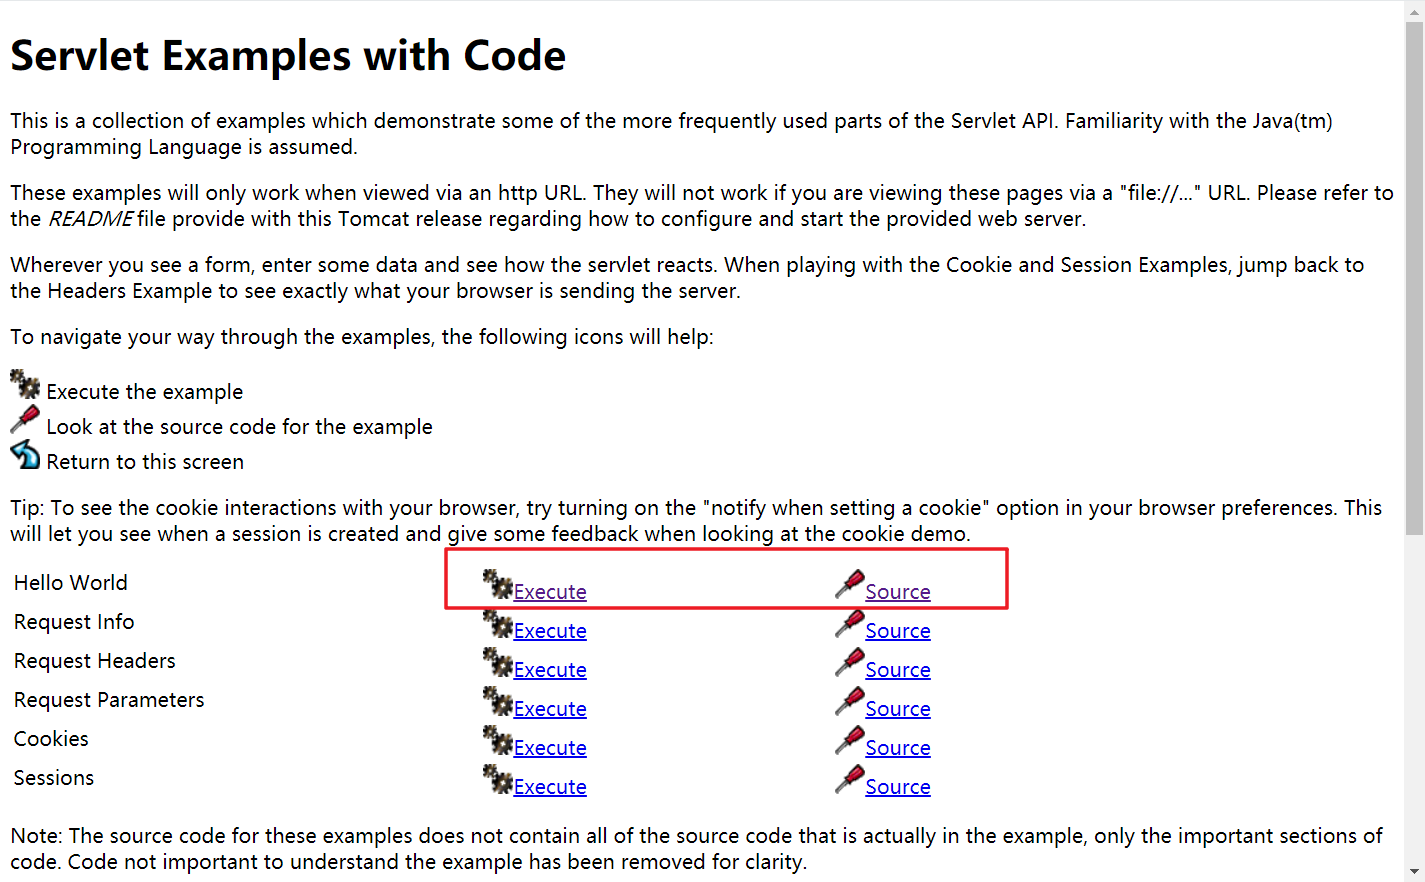 Servlet Examples with Code
This is a collection of examples which demonstrate some of the more frequently used parts of the Servlet API. Familiarity with the Java(tm)
Programming Language is assumed.
These examples will only work when viewed via an http URL. They will not work if you are viewing these pages via a "file://..." URL. Please refer to
the README file provide with this Tomcat release regarding how to configure and start the provided web server.
Wherever you see a form, enter some data and see how the servlet reacts. When playing with the Cookie and Session Examples, jump back to
the Headers Example to see exactly what your browser is sending the server.
To navigate your way through the examples, the following icons will help:
Execute the example
Look at the source code for the example
Return to this screen
Tip: To see the cookie interactions with your browser, try turning on the "notify when setting a cookie" option in your browser preferences. This
will let you see when a session is created and give some feedback when looking at the cookie demo.
Hello World Execute Source
Request Info Execute Source
Request Headers Execute Source
Request Parameters Execute Source
Cookies Execute Source
Sessions Execute Source
Note: The source code for these examples does not contain all of the source code that is actually in the example, only the important sections of
code. Code not important to understand the example has been removed for clarity.